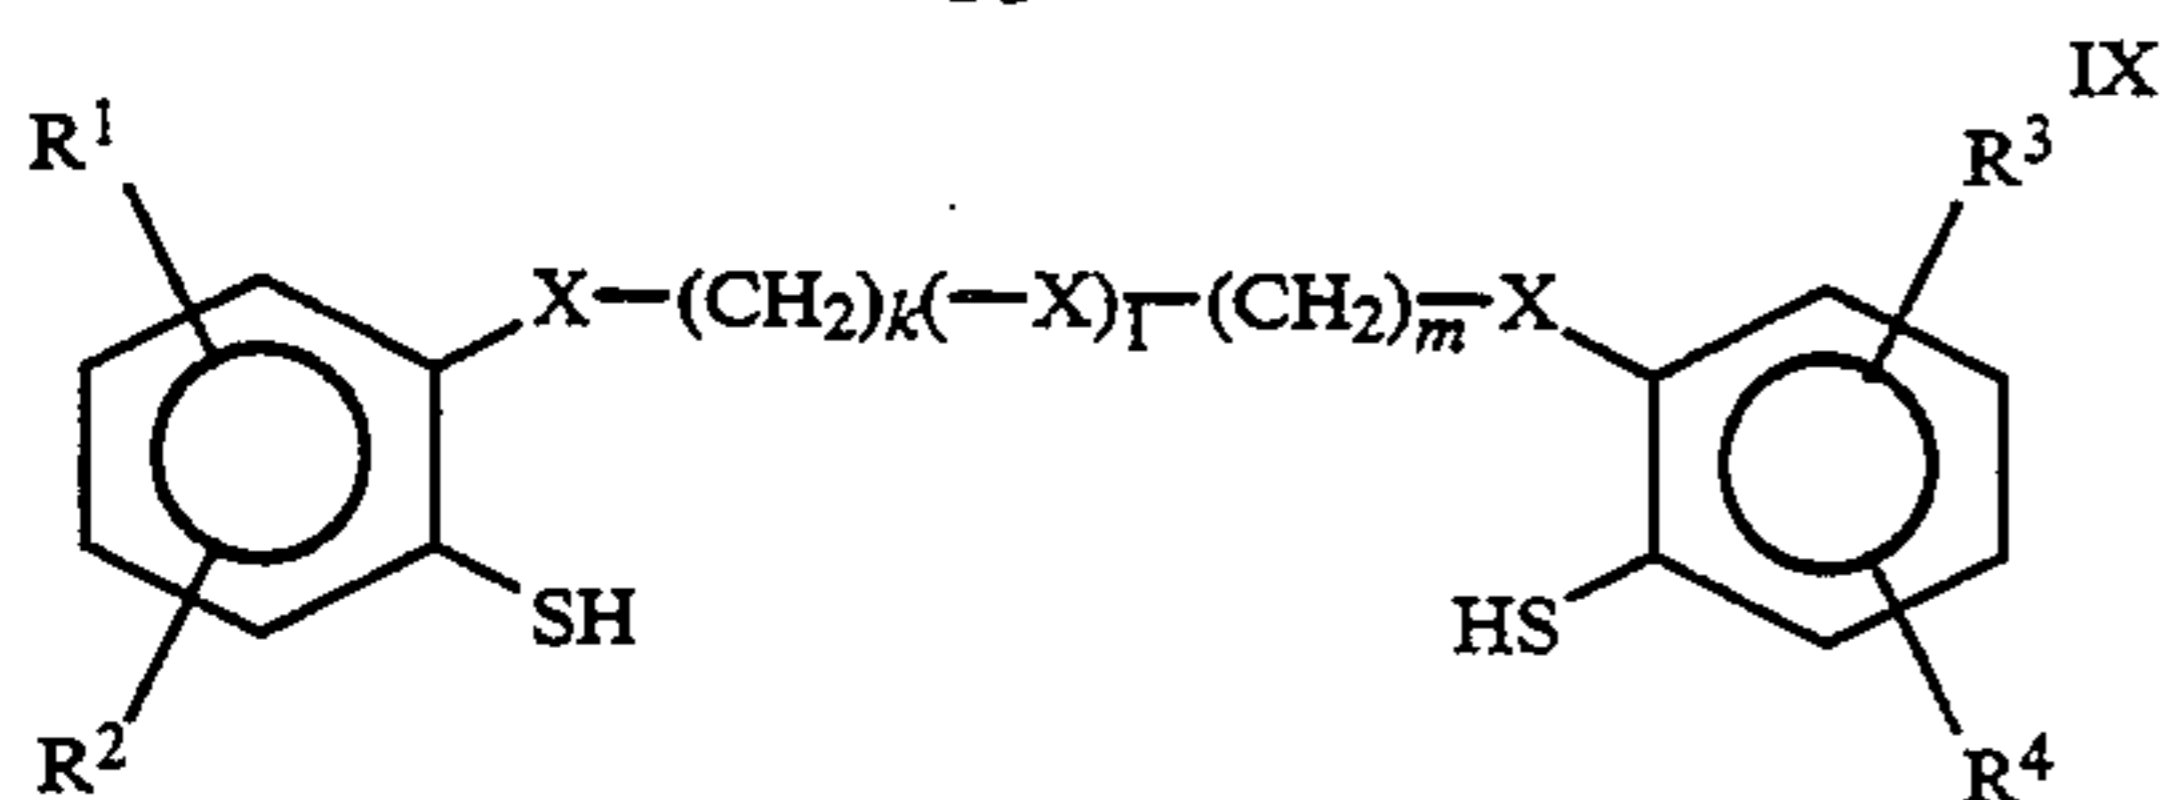 IX
R1 R3
X—(CH2)k(—X)l—(CH2)m—X
SH HS
R2 R4